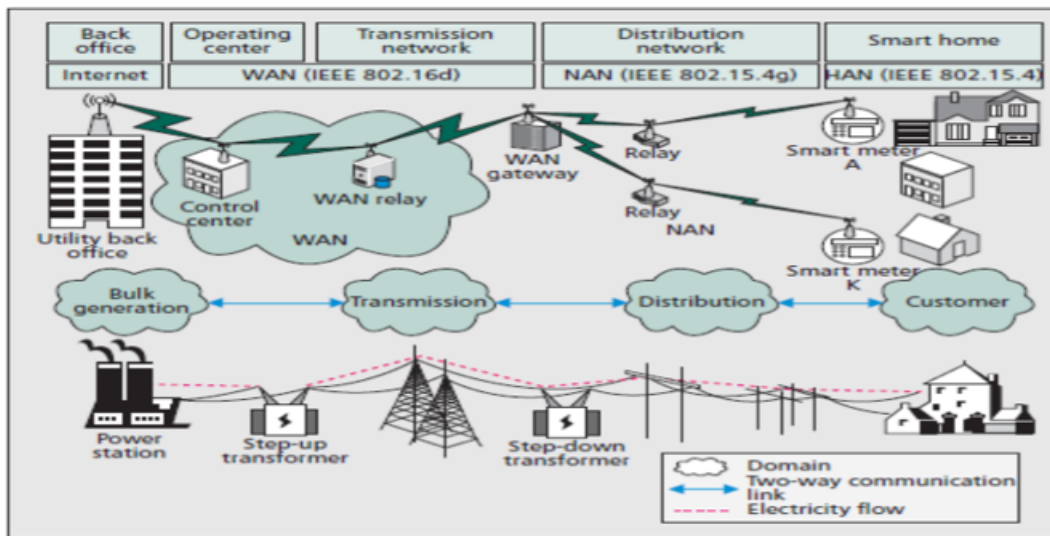 Back
office
Operating
center
Transmission
network
Distribution
network
Smart home
Internet
WAN (IEEE 802.16d)
NAN (IEEE 802.15.4g)
HAN (IEEE 802.15.4)
Utility back
office
Control
center
WAN relay
WAN
WAN
gateway
Relay
Relay
NAN
Smart meter
A
Smart meter
K
Bulk
generation
Transmission
Distribution
Customer
Power
station
Step-up
transformer
Step-down
transformer
Domain
Two-way communication
link
Electricity flow